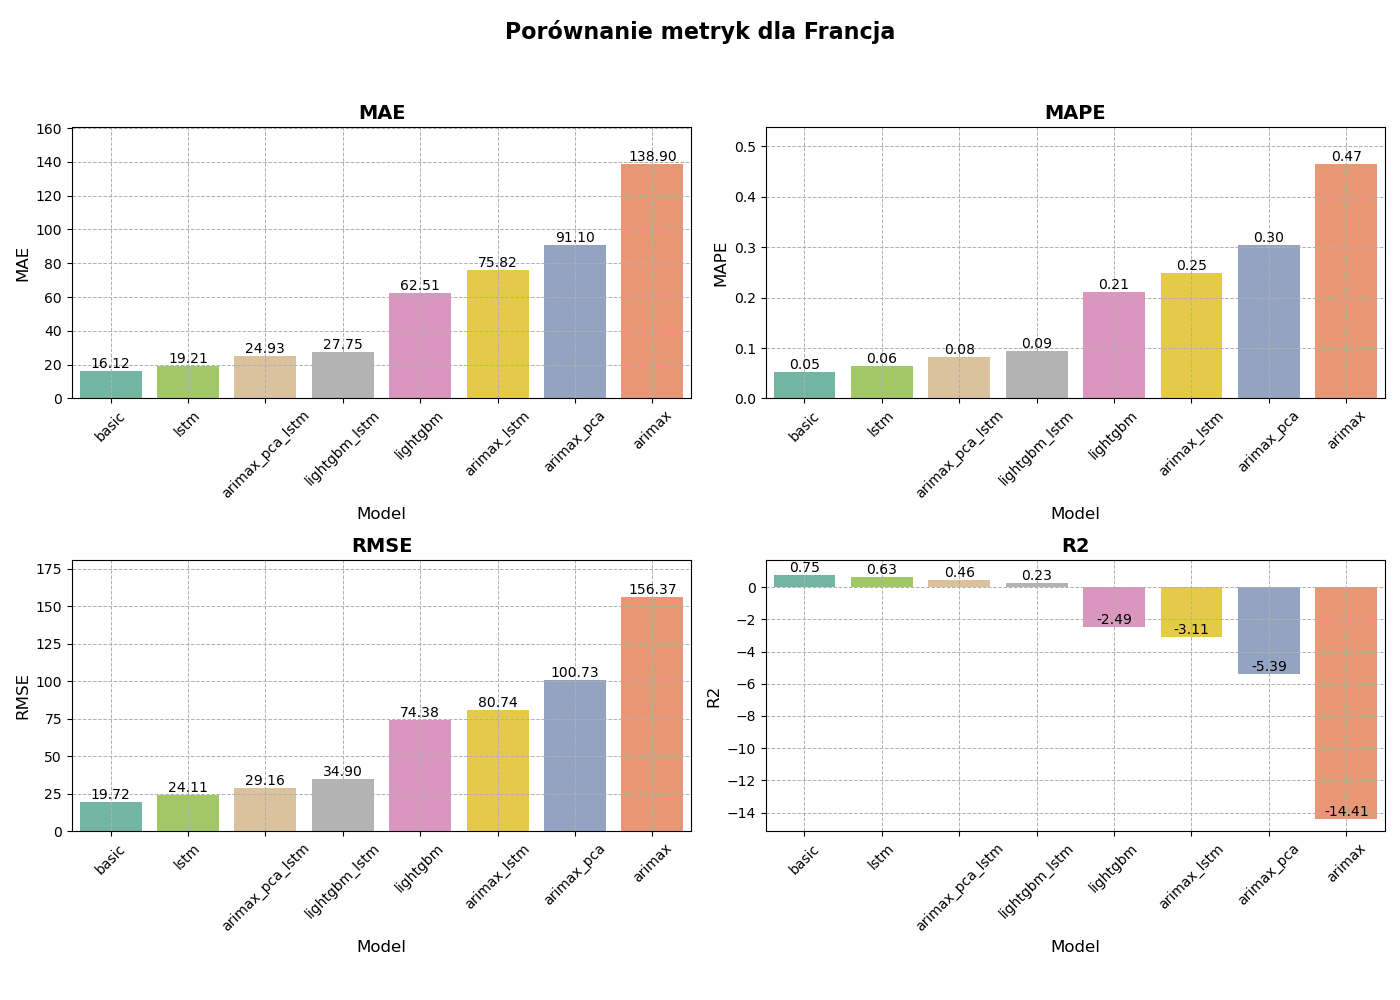 Porównanie metryk dla Francja
MAE
MAE
160
140
120
100
80
60
40
20
0
16.12
19.21
24.93
27.75
62.51
75.82
91.10
138.90
basic
lstm
arimax_pca_lstm
lightgbm_lstm
lightgbm
arimax_lstm
arimax_pca
arimax
Model
MAPE
MAPE
0.5
0.4
0.3
0.2
0.1
0.0
0.05
0.06
0.08
0.09
0.21
0.25
0.30
0.47
basic
lstm
arimax_pca_lstm
lightgbm_lstm
lightgbm
arimax_lstm
arimax_pca
arimax
Model
RMSE
RMSE
175
150
125
100
75
50
25
0
19.72
24.11
29.16
34.90
74.38
80.74
100.73
156.37
basic
lstm
arimax_pca_lstm
lightgbm_lstm
lightgbm
arimax_lstm
arimax_pca
arimax
Model
R2
R2
0
−2
−4
−6
−8
−10
−12
−14
0.75
0.63
0.46
0.23
-2.49
-3.11
-5.39
-14.41
basic
lstm
arimax_pca_lstm
lightgbm_lstm
lightgbm
arimax_lstm
arimax_pca
arimax
Model